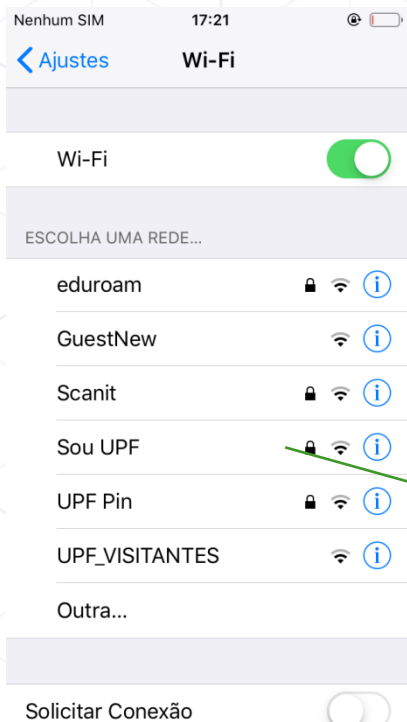 Nenhum SIM 17:21
Ajustes Wi-Fi
Wi-Fi
ESCOLHA UMA REDE...
eduroam
GuestNew
Scanit
Sou UPF
UPF Pin
UPF_VISITANTES
Outra...
Solicitar Conexão